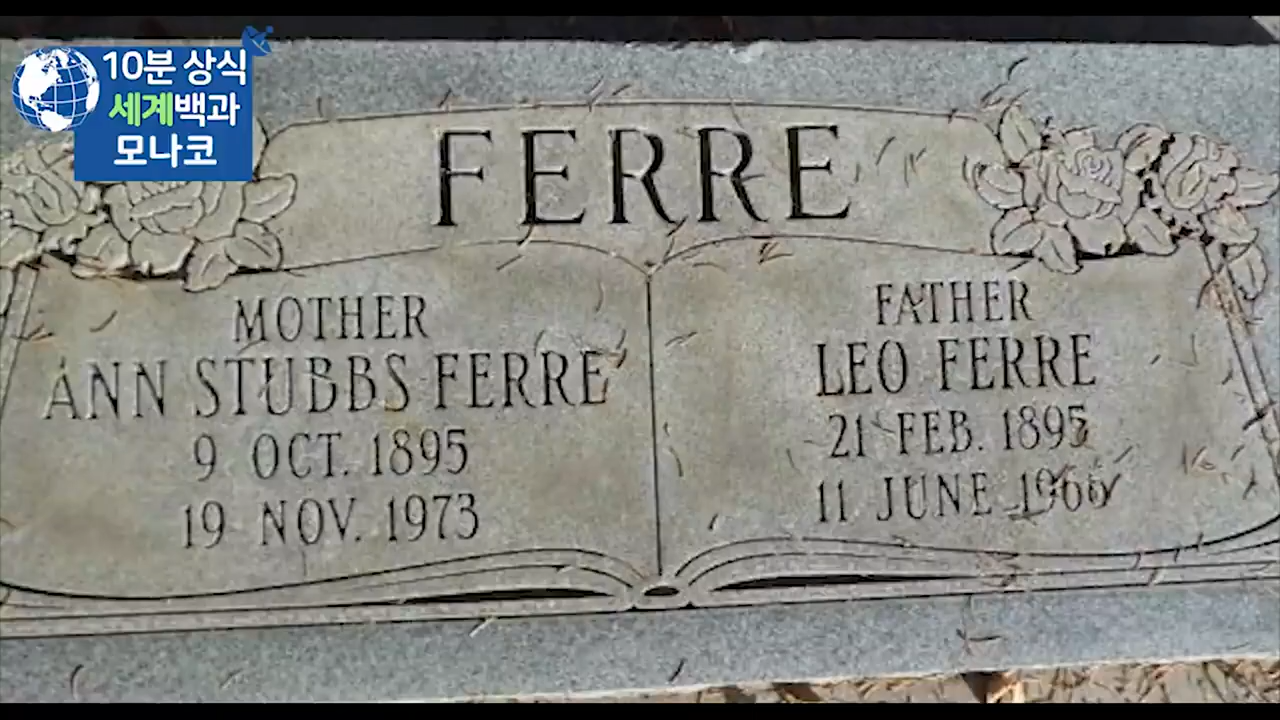 10분 상식
세계백과
모나코
FERRE
MOTHER
ANN STUBBS FERRE
9 OCT. 1895
19 NOV. 1973
FATHER
LEO FERRE
21 FEB. 1895
11 JUNE 1966